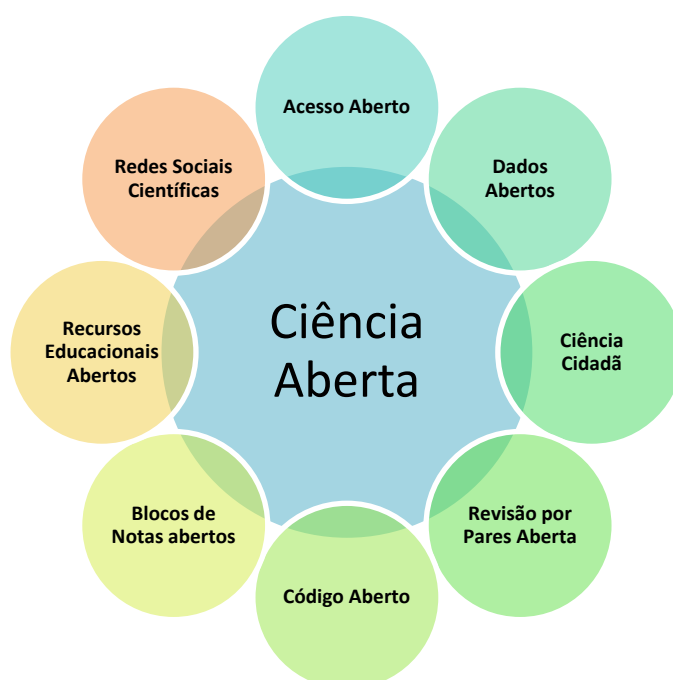 Acesso Aberto
Redes Sociais
Científicas
Dados
Abertos
Ciência
Aberta
Recursos
Educacionais
Abertos
Ciência
Cidadã
Blocos de
Notas abertos
Revisão por
Pares Aberta
Código Aberto